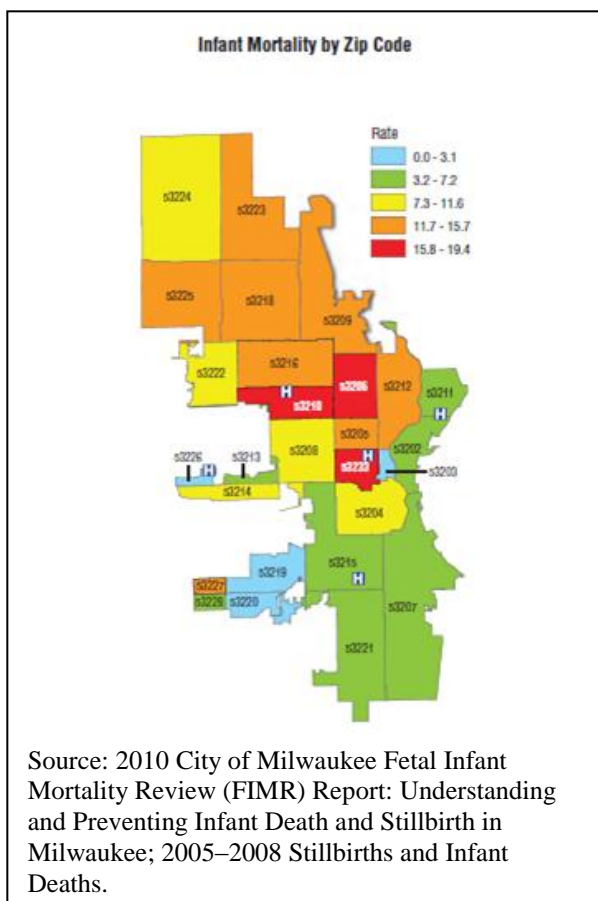 Infant Mortality by Zip Code
Rate
0.0 - 3.1
3.2 - 7.2
7.3 - 11.6
11.7 - 15.7
15.8 - 19.4
53224
53223
53225
53218
53209
53222
53216
53206
53212
53211
H
53210
H
53205
53208
53202
53226
53213
H
H
53233
53203
53214
53204
53219
53215
H
53227
53228
53220
53207
53221
Source: 2010 City of Milwaukee Fetal Infant
Mortality Review (FIMR) Report: Understanding
and Preventing Infant Death and Stillbirth in
Milwaukee; 2005–2008 Stillbirths and Infant
Deaths.